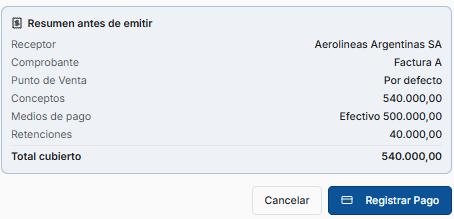 Resumen antes de emitir
Receptor Aerolineas Argentinas SA
Comprobante Factura A
Punto de Venta Por defecto
Conceptos 540.000,00
Medios de pago Efectivo 500.000,00
Retenciones 40.000,00
Total cubierto 540.000,00
Cancelar Registrar Pago